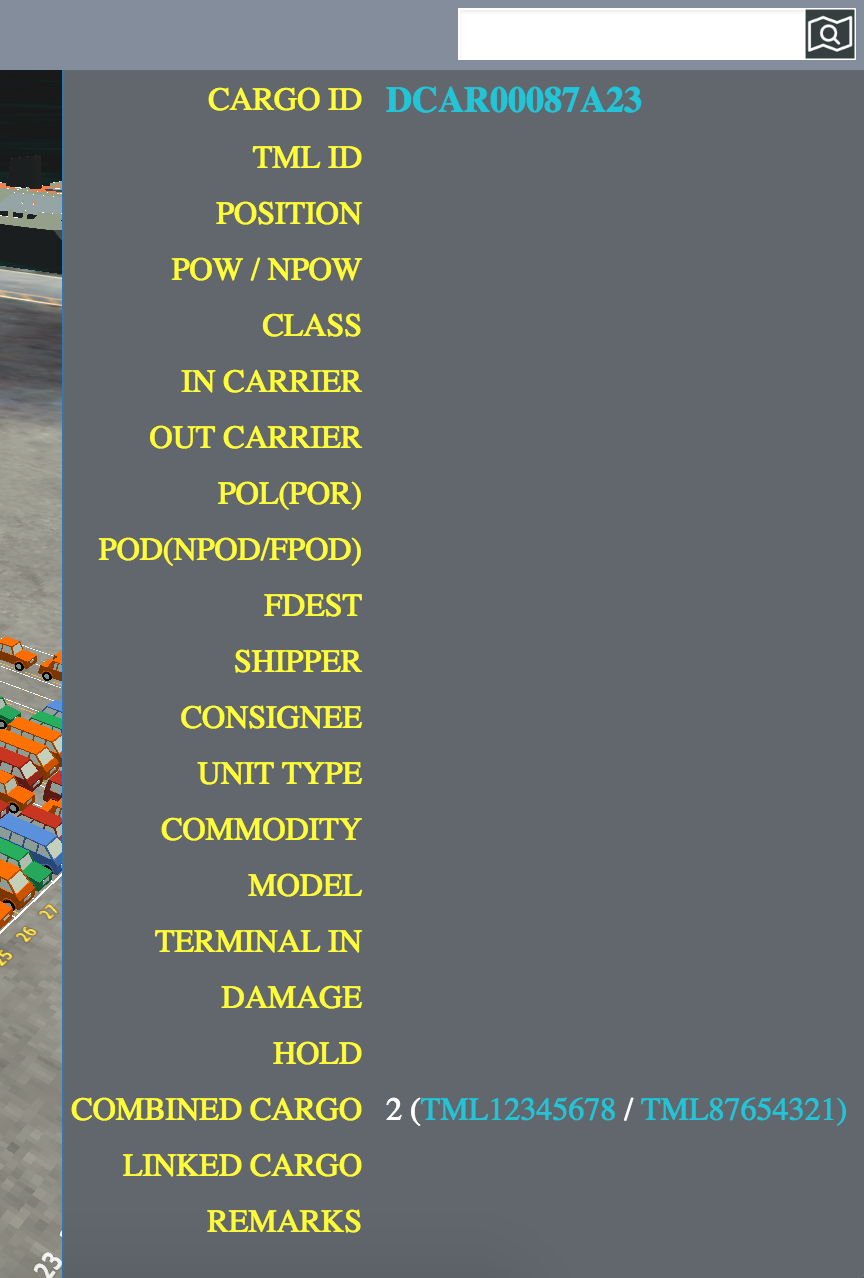 CARGO ID DCAR00087A23
TML ID
POSITION
POW / NPOW
CLASS
IN CARRIER
OUT CARRIER
POL(POR)
POD(NPOD/FPOD)
FDEST
SHIPPER
CONSIGNEE
UNIT TYPE
COMMODITY
MODEL
TERMINAL IN
DAMAGE
HOLD
COMBINED CARGO 2 (TML12345678 / TML87654321)
LINKED CARGO
REMARKS
25 26 27
23